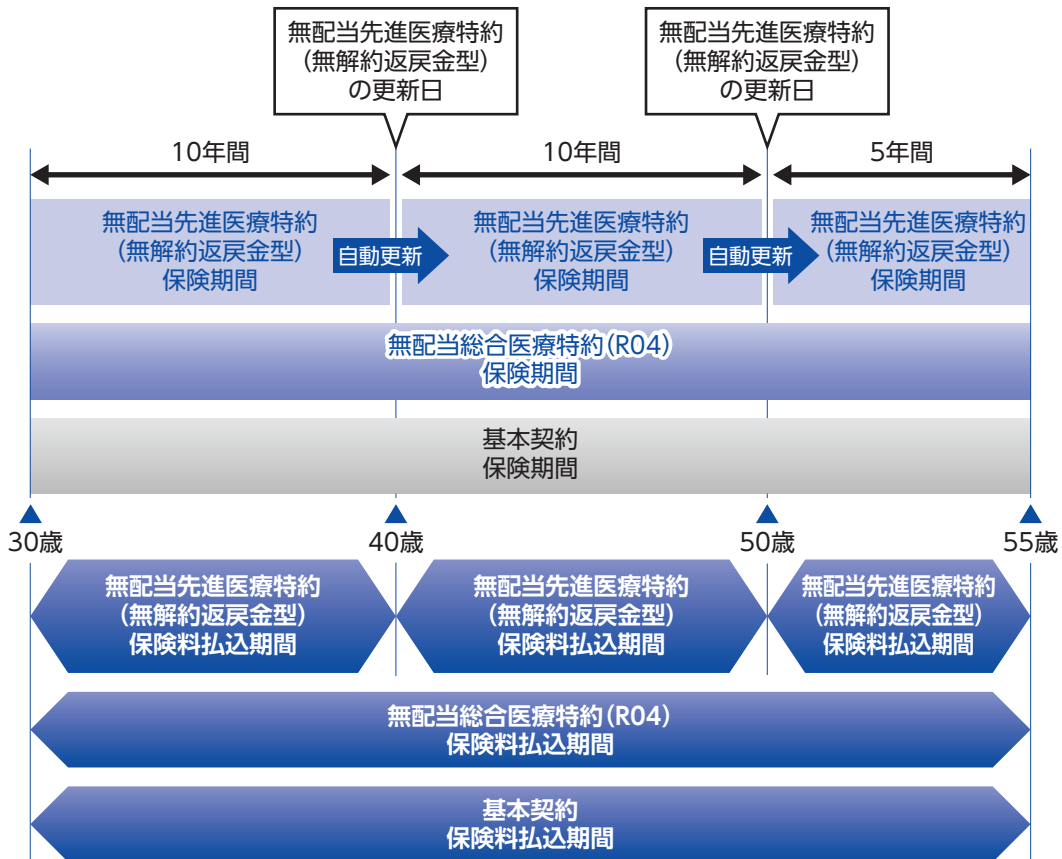 無配当先進医療特約
(無解約返戻金型)
の更新日
無配当先進医療特約
(無解約返戻金型)
の更新日
10年間
10年間
5年間
無配当先進医療特約
(無解約返戻金型)
保険期間
自動更新
無配当先進医療特約
(無解約返戻金型)
保険期間
自動更新
無配当先進医療特約
(無解約返戻金型)
保険期間
無配当総合医療特約(R04)
保険期間
基本契約
保険期間
30歳
40歳
50歳
55歳
無配当先進医療特約
(無解約返戻金型)
保険料払込期間
無配当先進医療特約
(無解約返戻金型)
保険料払込期間
無配当先進医療特約
(無解約返戻金型)
保険料払込期間
無配当総合医療特約(R04)
保険料払込期間
基本契約
保険料払込期間